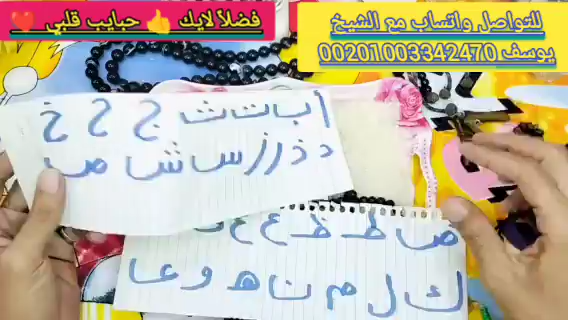 للتواصل واتساب مع الشيخ
يوسف 00201003342470
فضلاً لايك 👍 حبايب قلبي ❤️
أ ب ت ث ج ح خ
د ذ ر ز س ش ص
ض ط ظ ع غ
ك ل م ن ه و